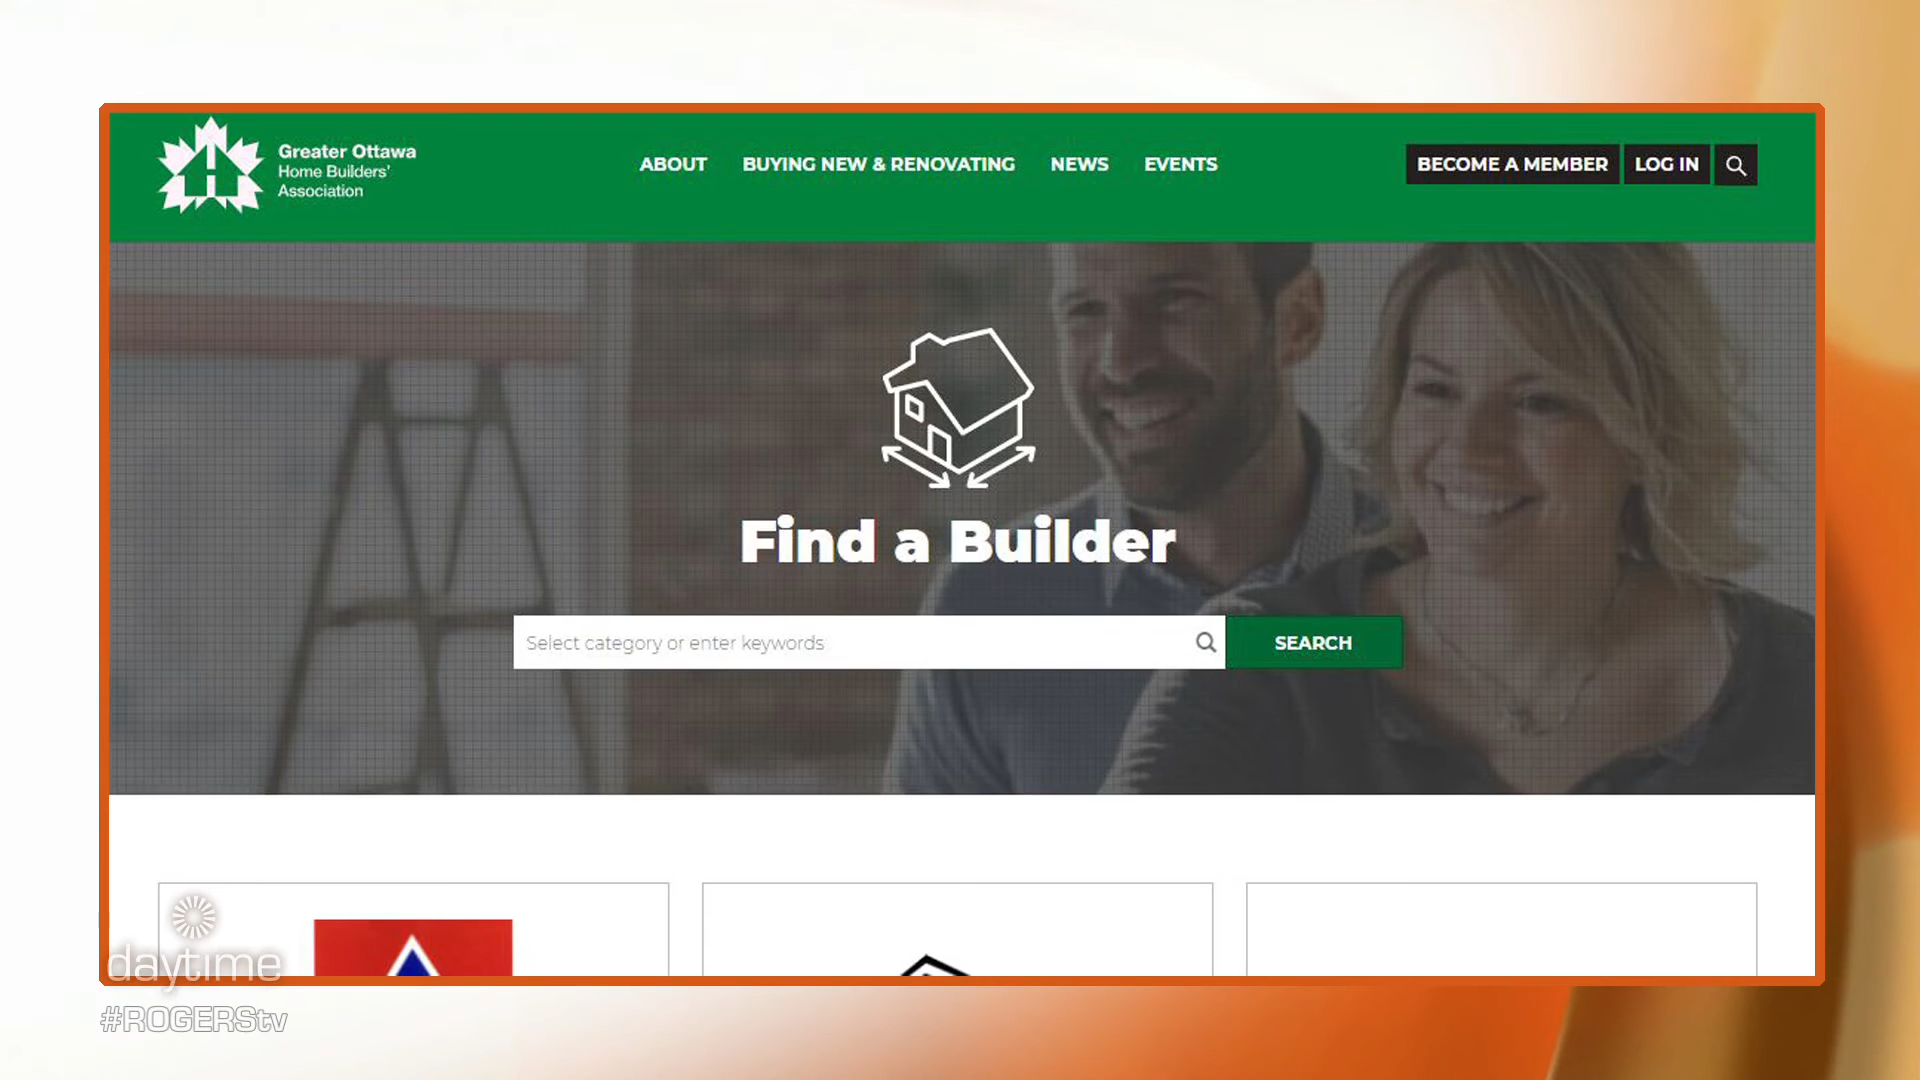 Greater Ottawa
Home Builders'
Association
ABOUT
BUYING NEW & RENOVATING
NEWS
EVENTS
BECOME A MEMBER
LOG IN
Find a Builder
Select category or enter keywords
SEARCH
daytime
#ROGERStv